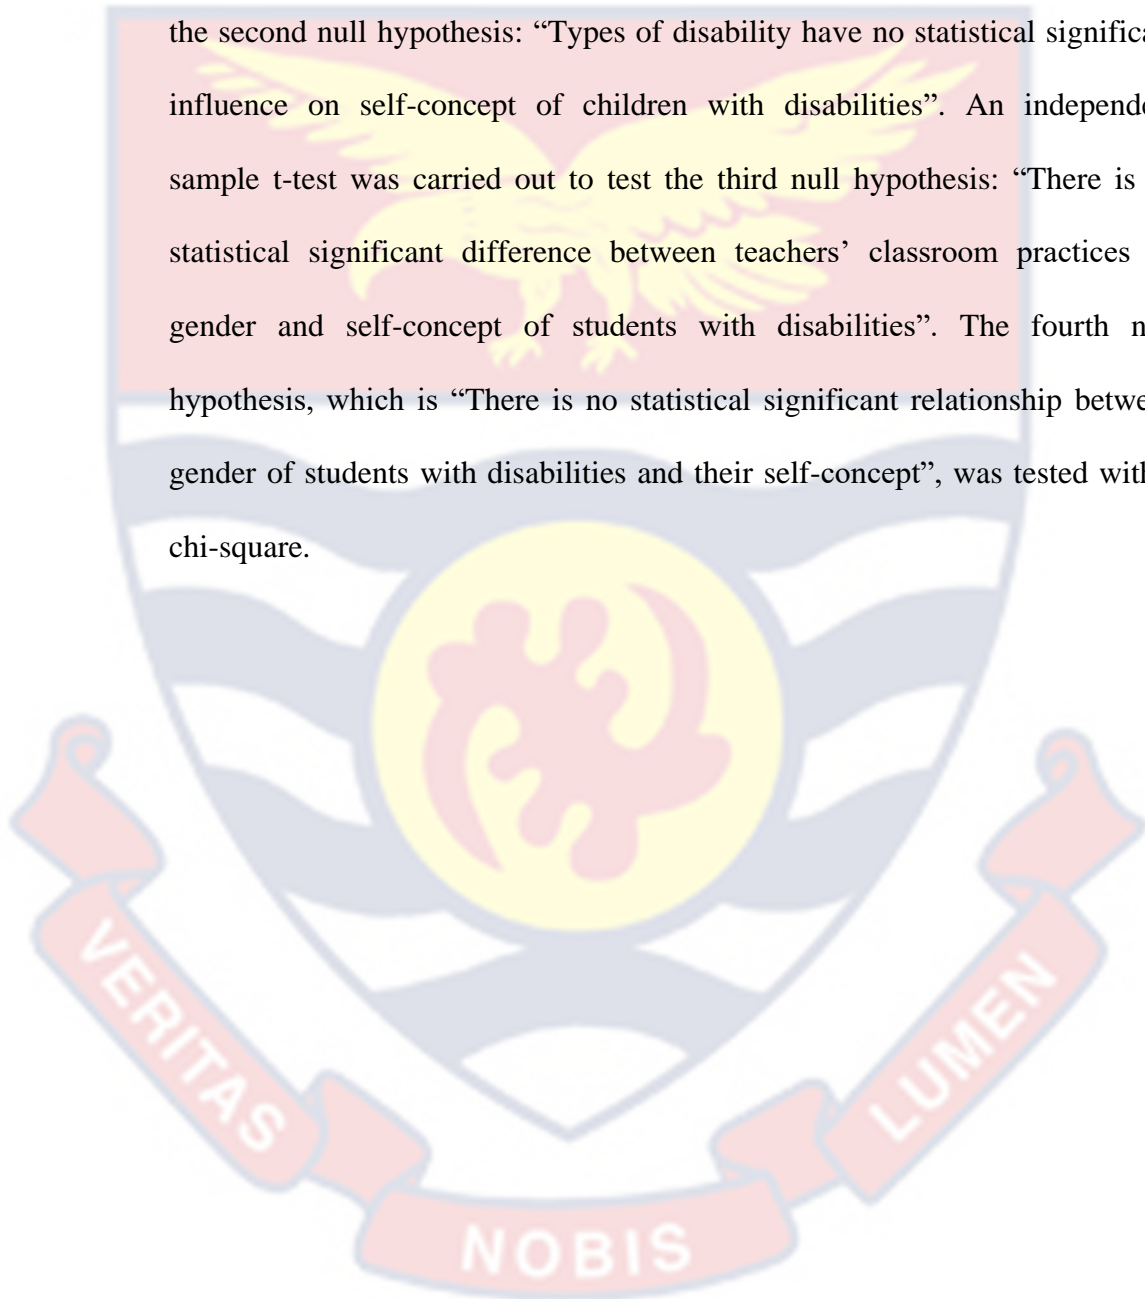 the second null hypothesis: “Types of disability have no statistical significa
influence on self-concept of children with disabilities”. An independe
sample t-test was carried out to test the third null hypothesis: “There is
statistical significant difference between teachers’ classroom practices
gender and self-concept of students with disabilities”. The fourth n
hypothesis, which is “There is no statistical significant relationship betwe
gender of students with disabilities and their self-concept”, was tested with
chi-square.
VERITAS
NOBIS
LUMEN